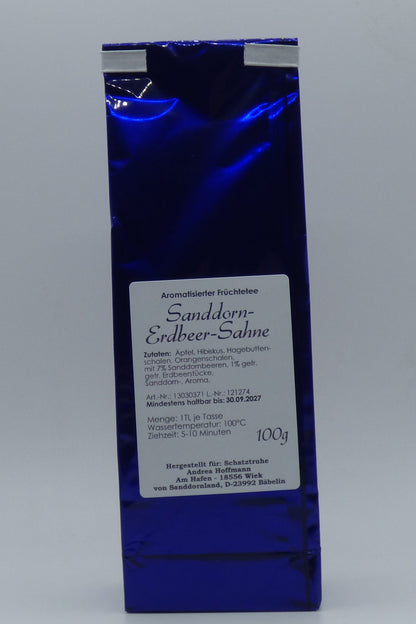 Aromatisierter Früchtetee
Sanddorn-
Erdbeer-Sahne
Zutaten: Äpfel, Hibiskus, Hagebutten-
schalen, Orangenschalen,
mit 7% Sanddornbeeren, 1% gefr.
getr. Erdbeerstücke,
Sanddorn-, Aroma.
Art.-Nr.: 13030371 L.-Nr.: 121274
Mindestens haltbar bis: 30.09.2027
Menge: 1TL je Tasse
Wassertemperatur: 100°C
Ziehzeit: 5-10 Minuten
100g
Hergestellt für: Schatztruhe
Andrea Hoffmann
Am Hafen - 18556 Wiek
von Sanddornland, D-23992 Bäbelin